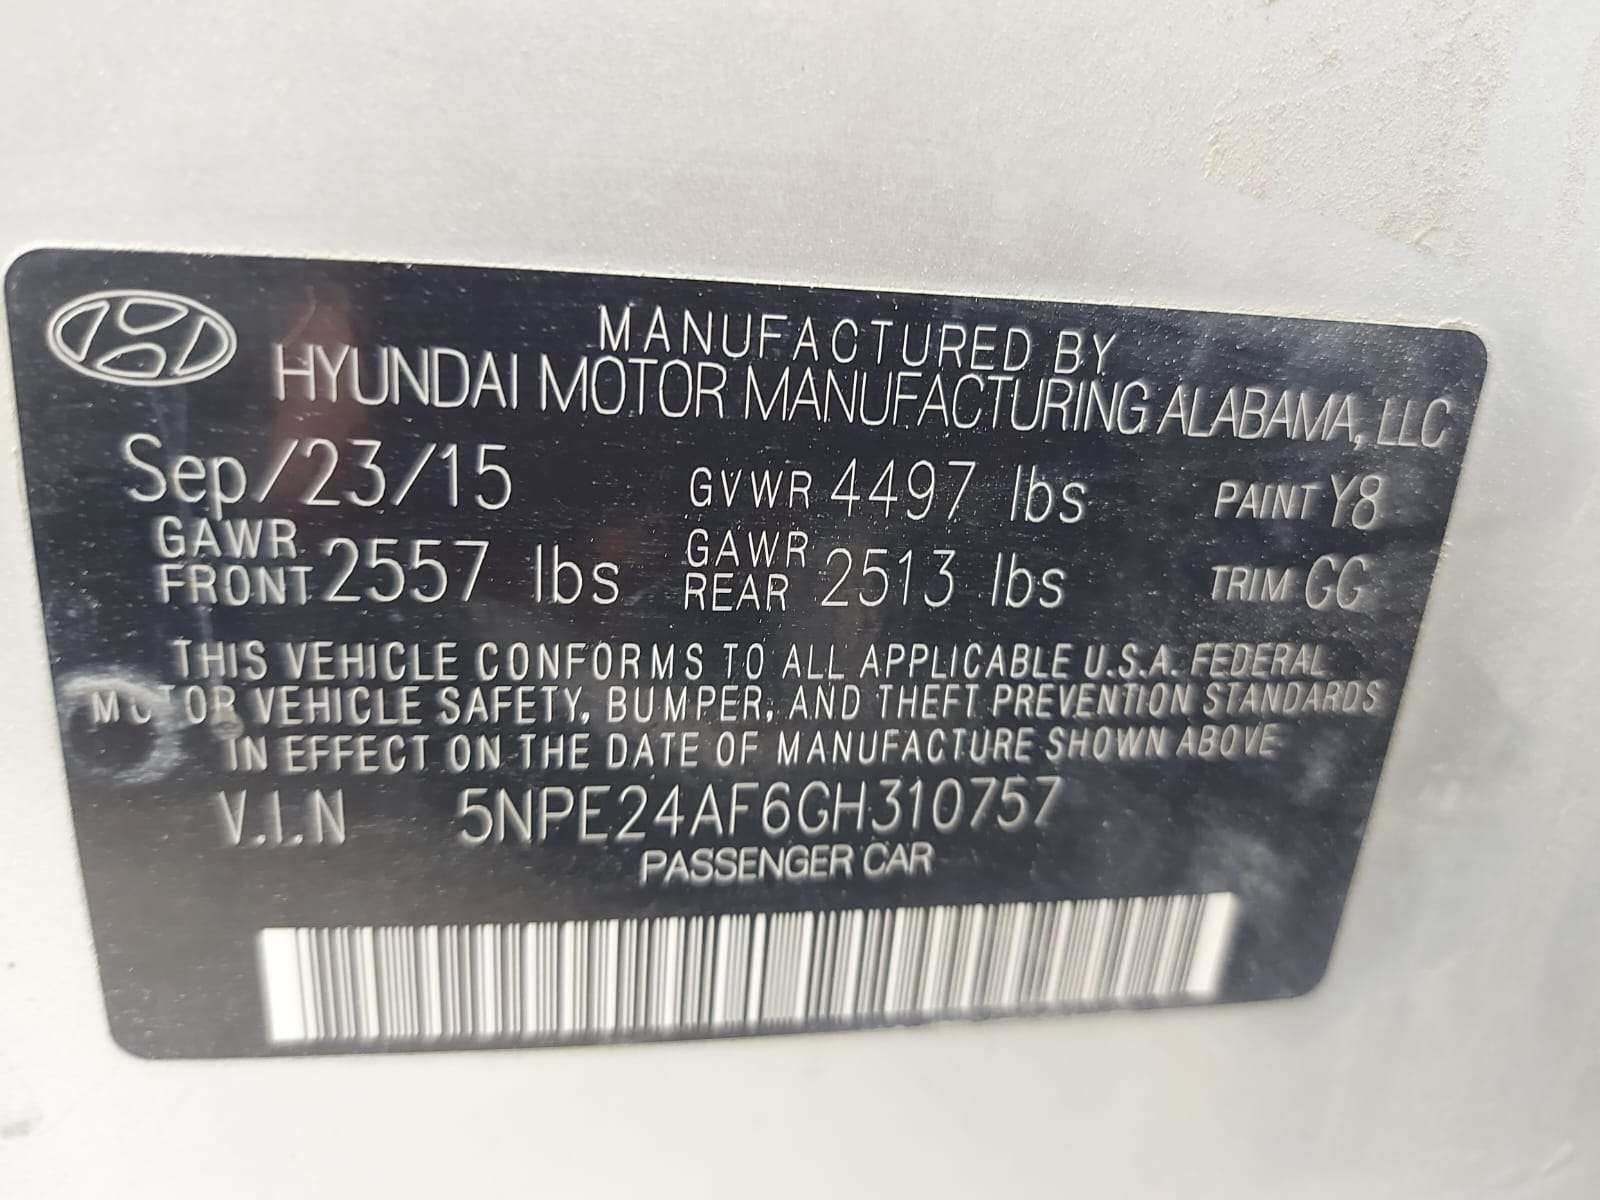 MANUFACTURED BY
HYUNDAI MOTOR MANUFACTURING ALABAMA, LLC
Sep/23/15 GVWR 4497 lbs PAINT Y8
GAWR FRONT 2557 lbs GAWR REAR 2513 lbs TRIM GG
THIS VEHICLE CONFORMS TO ALL APPLICABLE U.S.A. FEDERAL
MOTOR VEHICLE SAFETY, BUMPER, AND THEFT PREVENTION STANDARDS
IN EFFECT ON THE DATE OF MANUFACTURE SHOWN ABOVE
V.I.N 5NPE24AF6GH310757
PASSENGER CAR